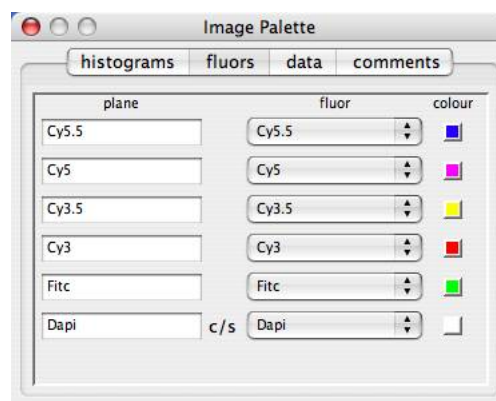 Image Palette
histograms fluors data comments
plane fluor colour
Cy5.5 Cy5.5
Cy5 Cy5
Cy3.5 Cy3.5
Cy3 Cy3
Fitc Fitc
Dapi c/s Dapi